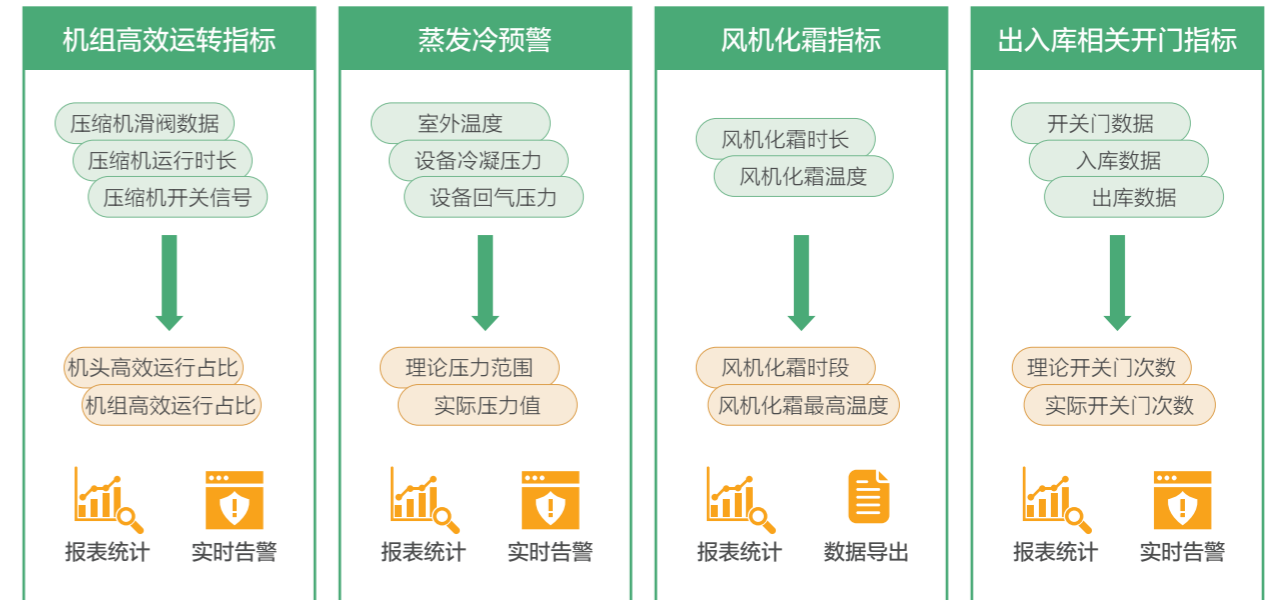 机组高效运转指标
压缩机滑阀数据
压缩机运行时长
压缩机开关信号
机头高效运行占比
机组高效运行占比
报表统计
实时告警
蒸发冷预警
室外温度
设备冷凝压力
设备回气压力
理论压力范围
实际压力值
报表统计
实时告警
风机化霜指标
风机化霜时长
风机化霜温度
风机化霜时段
风机化霜最高温度
报表统计
数据导出
出入库相关开门指标
开关门数据
入库数据
出库数据
理论开关门次数
实际开关门次数
报表统计
实时告警